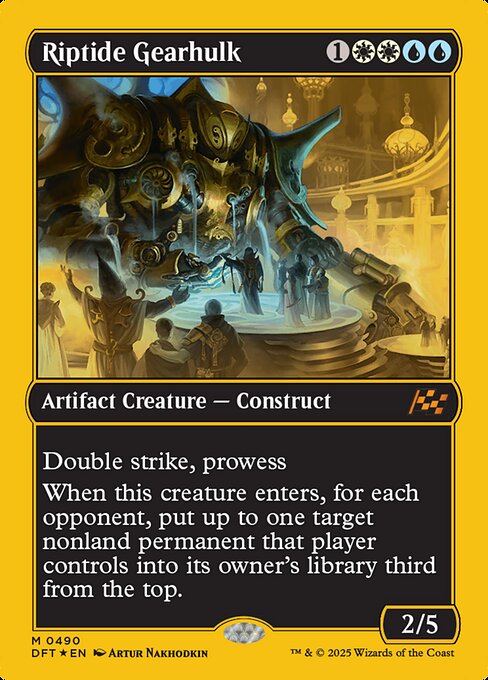 Riptide Gearhulk 1
Artifact Creature — Construct
Double strike, prowess
When this creature enters, for each
opponent, put up to one target
nonland permanent that player
controls into its owner's library third
from the top.
2/5
M 0490
DFT★EN Artur Nakhodkin
™ & © 2025 Wizards of the Coast